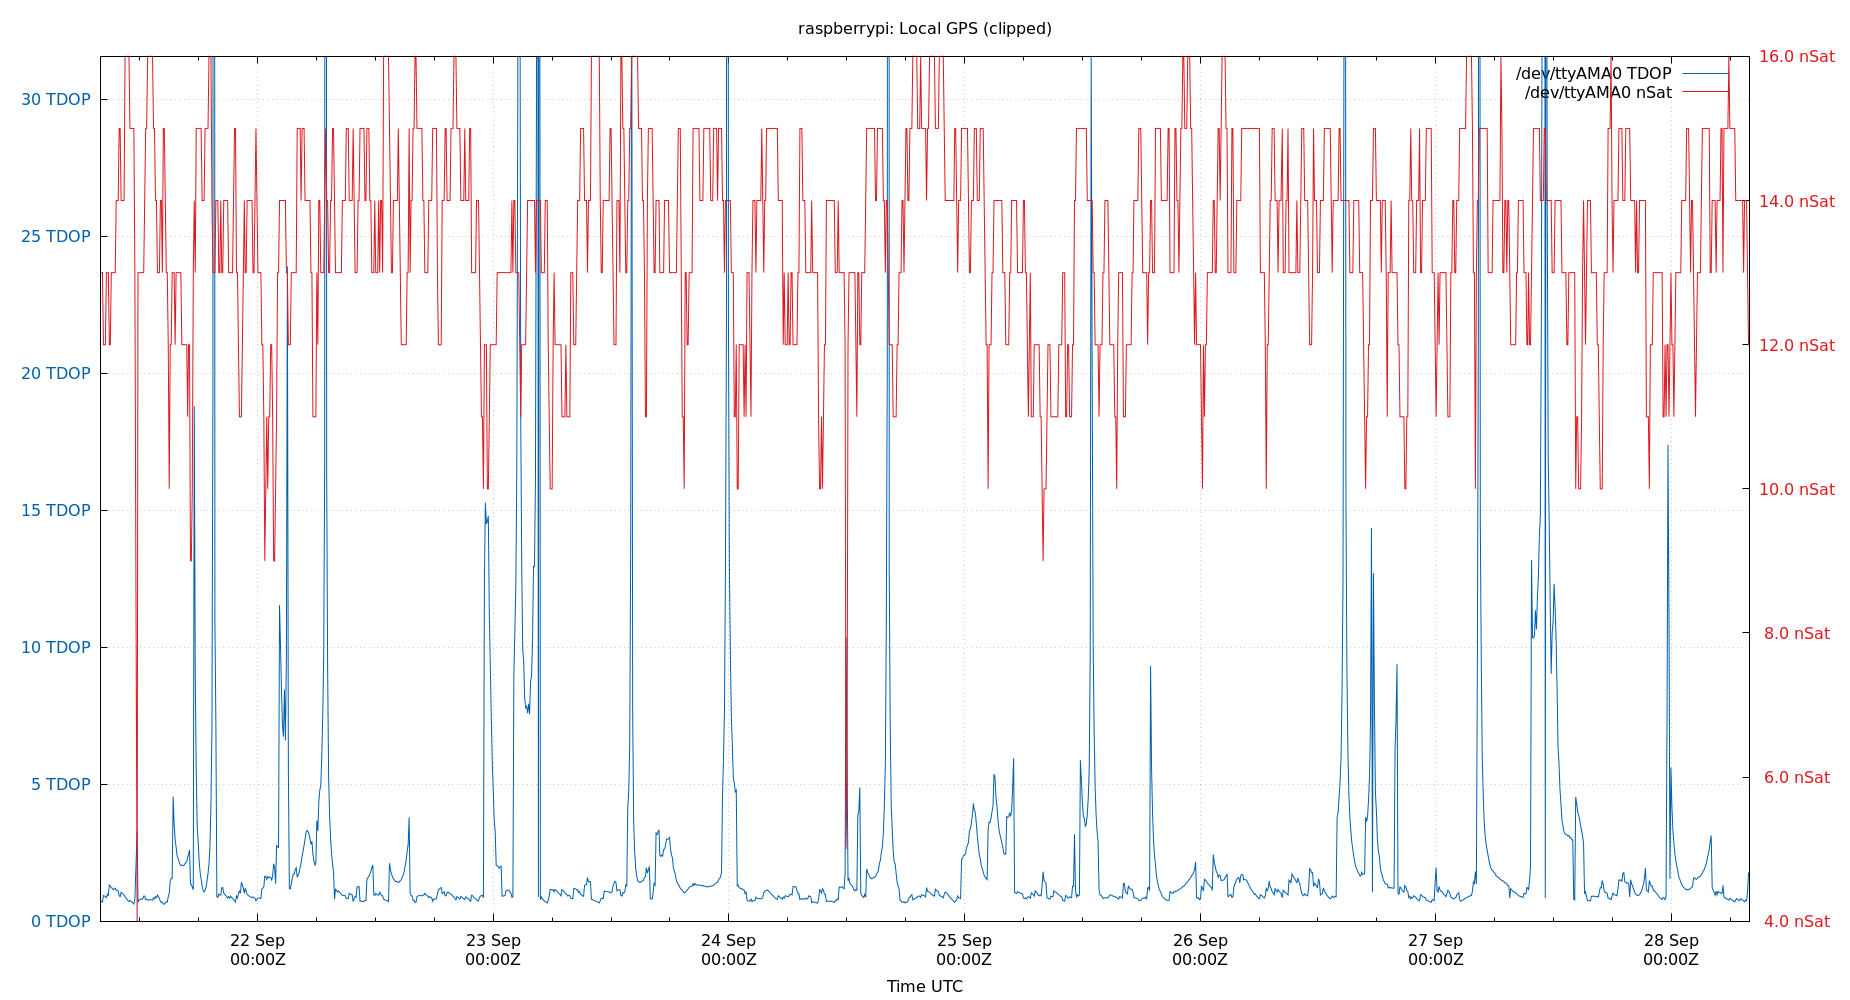 raspberrypi: Local GPS (clipped)
/dev/ttyAMA0 TDOP
/dev/ttyAMA0 nSat
30 TDOP
25 TDOP
20 TDOP
15 TDOP
10 TDOP
5 TDOP
0 TDOP
16.0 nSat
14.0 nSat
12.0 nSat
10.0 nSat
8.0 nSat
6.0 nSat
4.0 nSat
22 Sep
00:00Z
23 Sep
00:00Z
24 Sep
00:00Z
25 Sep
00:00Z
26 Sep
00:00Z
27 Sep
00:00Z
28 Sep
00:00Z
Time UTC